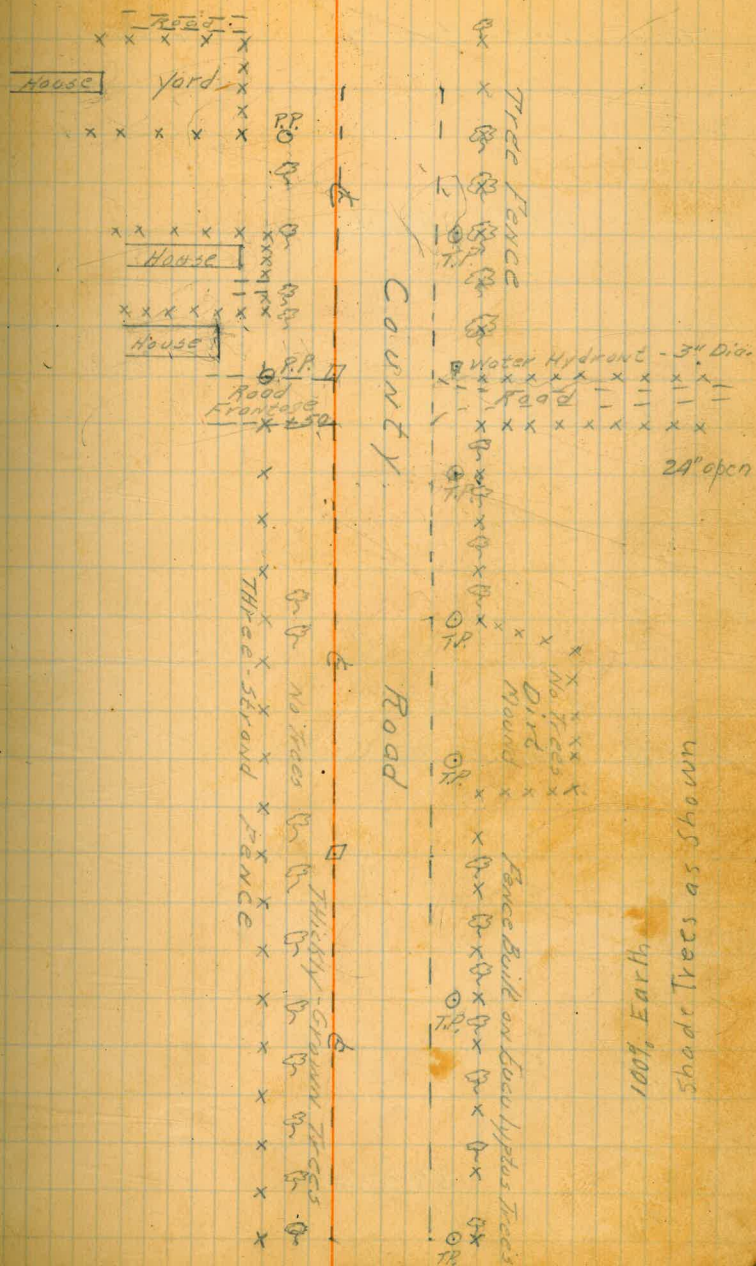 Road
House
Yard
P.P.
Tree Fence
House
T.P.
House
County Road
P.P.
Water Hydrant - 3" Dia.
Road
Frontage
+50
Road
24" open
T.P.
T.P.
No Trees
Dirt
Mound
T.P.
THree-Strand Fence
No Trees
Thickly-Grown Trees
Fence Built on Euculyptus Trees
T.P.
100% Earth
Shade Trees as Shown
T.P.